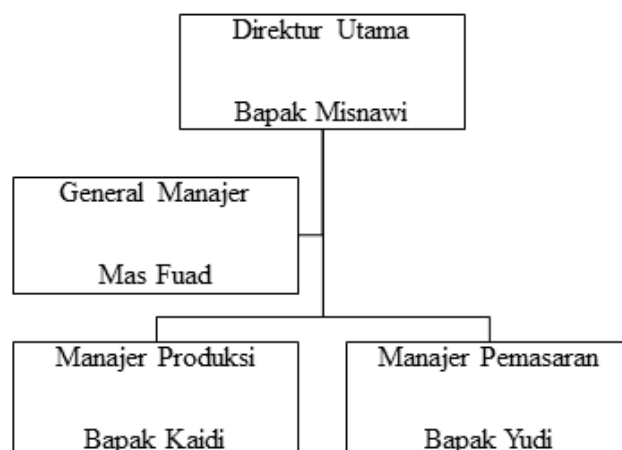 Direktur Utama
Bapak Misnawi
General Manajer
Mas Fuad
Manajer Produksi
Bapak Kaidi
Manajer Pemasaran
Bapak Yudi